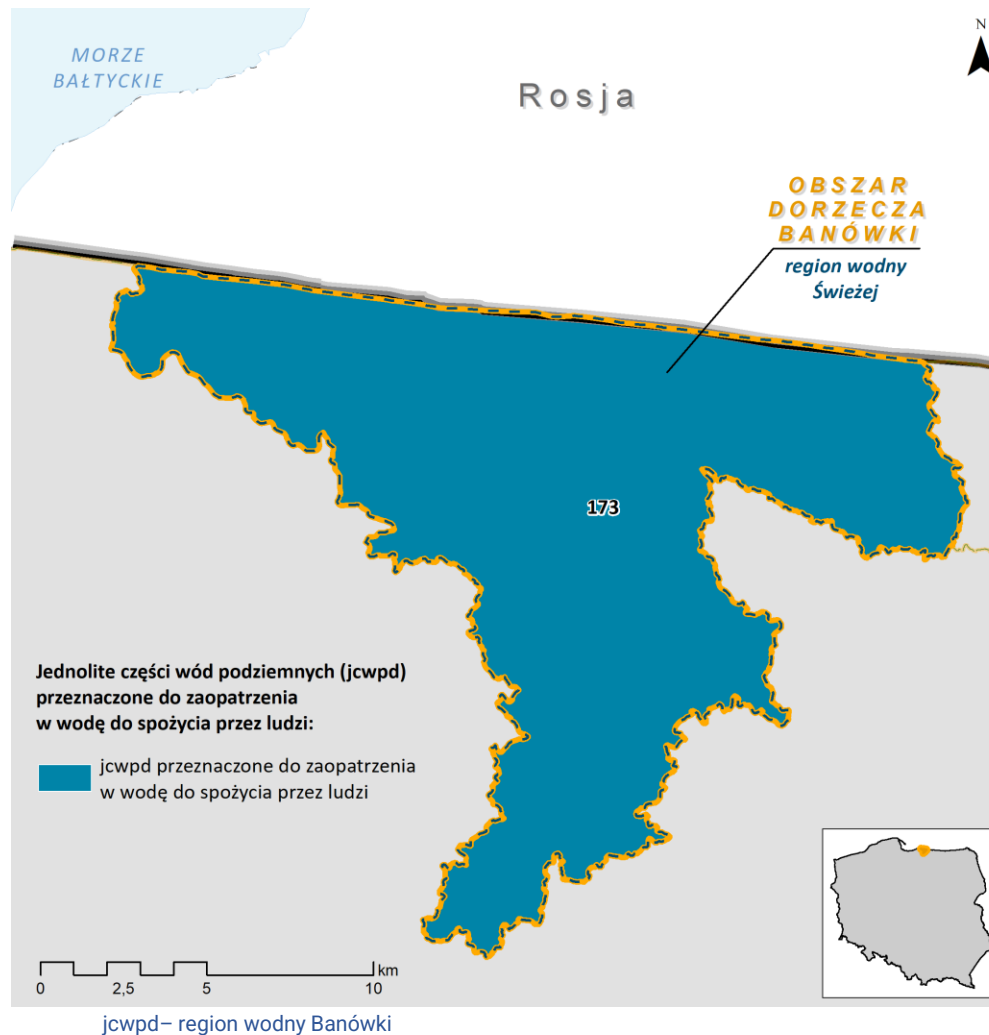 MORZE
BAŁTYCKIE
Rosja
N
OBSZAR
DORZECZA
BANÓWKI
region wodny
Świeżej
173
Jednolite części wód podziemnych (jcwpd)
przeznaczone do zaopatrzenia
w wodę do spożycia przez ludzi:
jcwpd przeznaczone do zaopatrzenia
w wodę do spożycia przez ludzi
km
0 2,5 5 10
jcwpd– region wodny Banówki